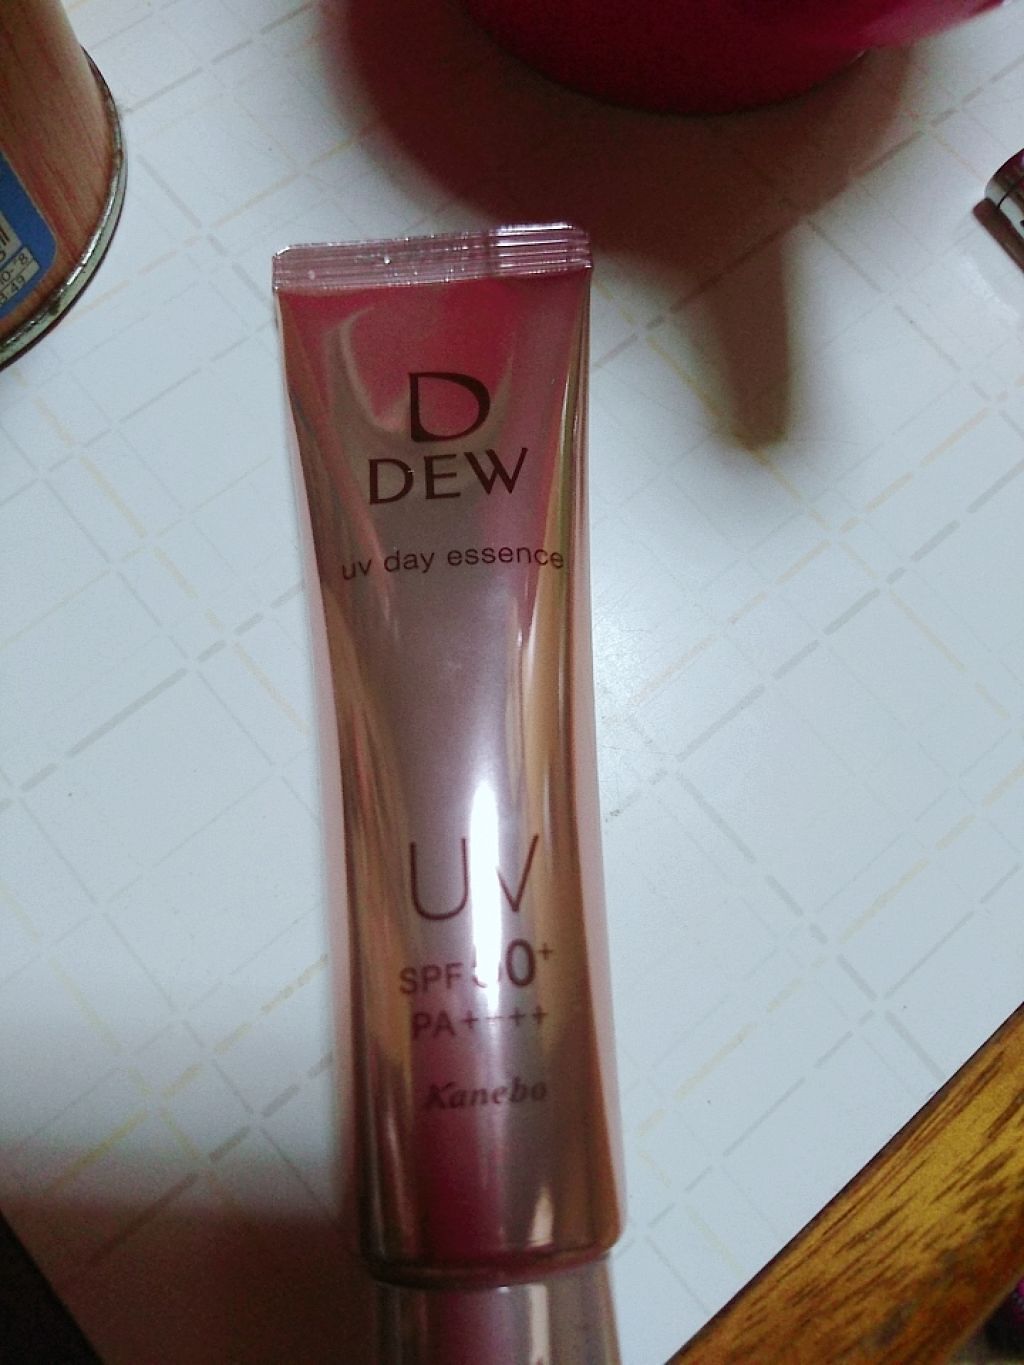 D
DEW
uv day essence
UV
SPF50+
PA++++
Kanebo